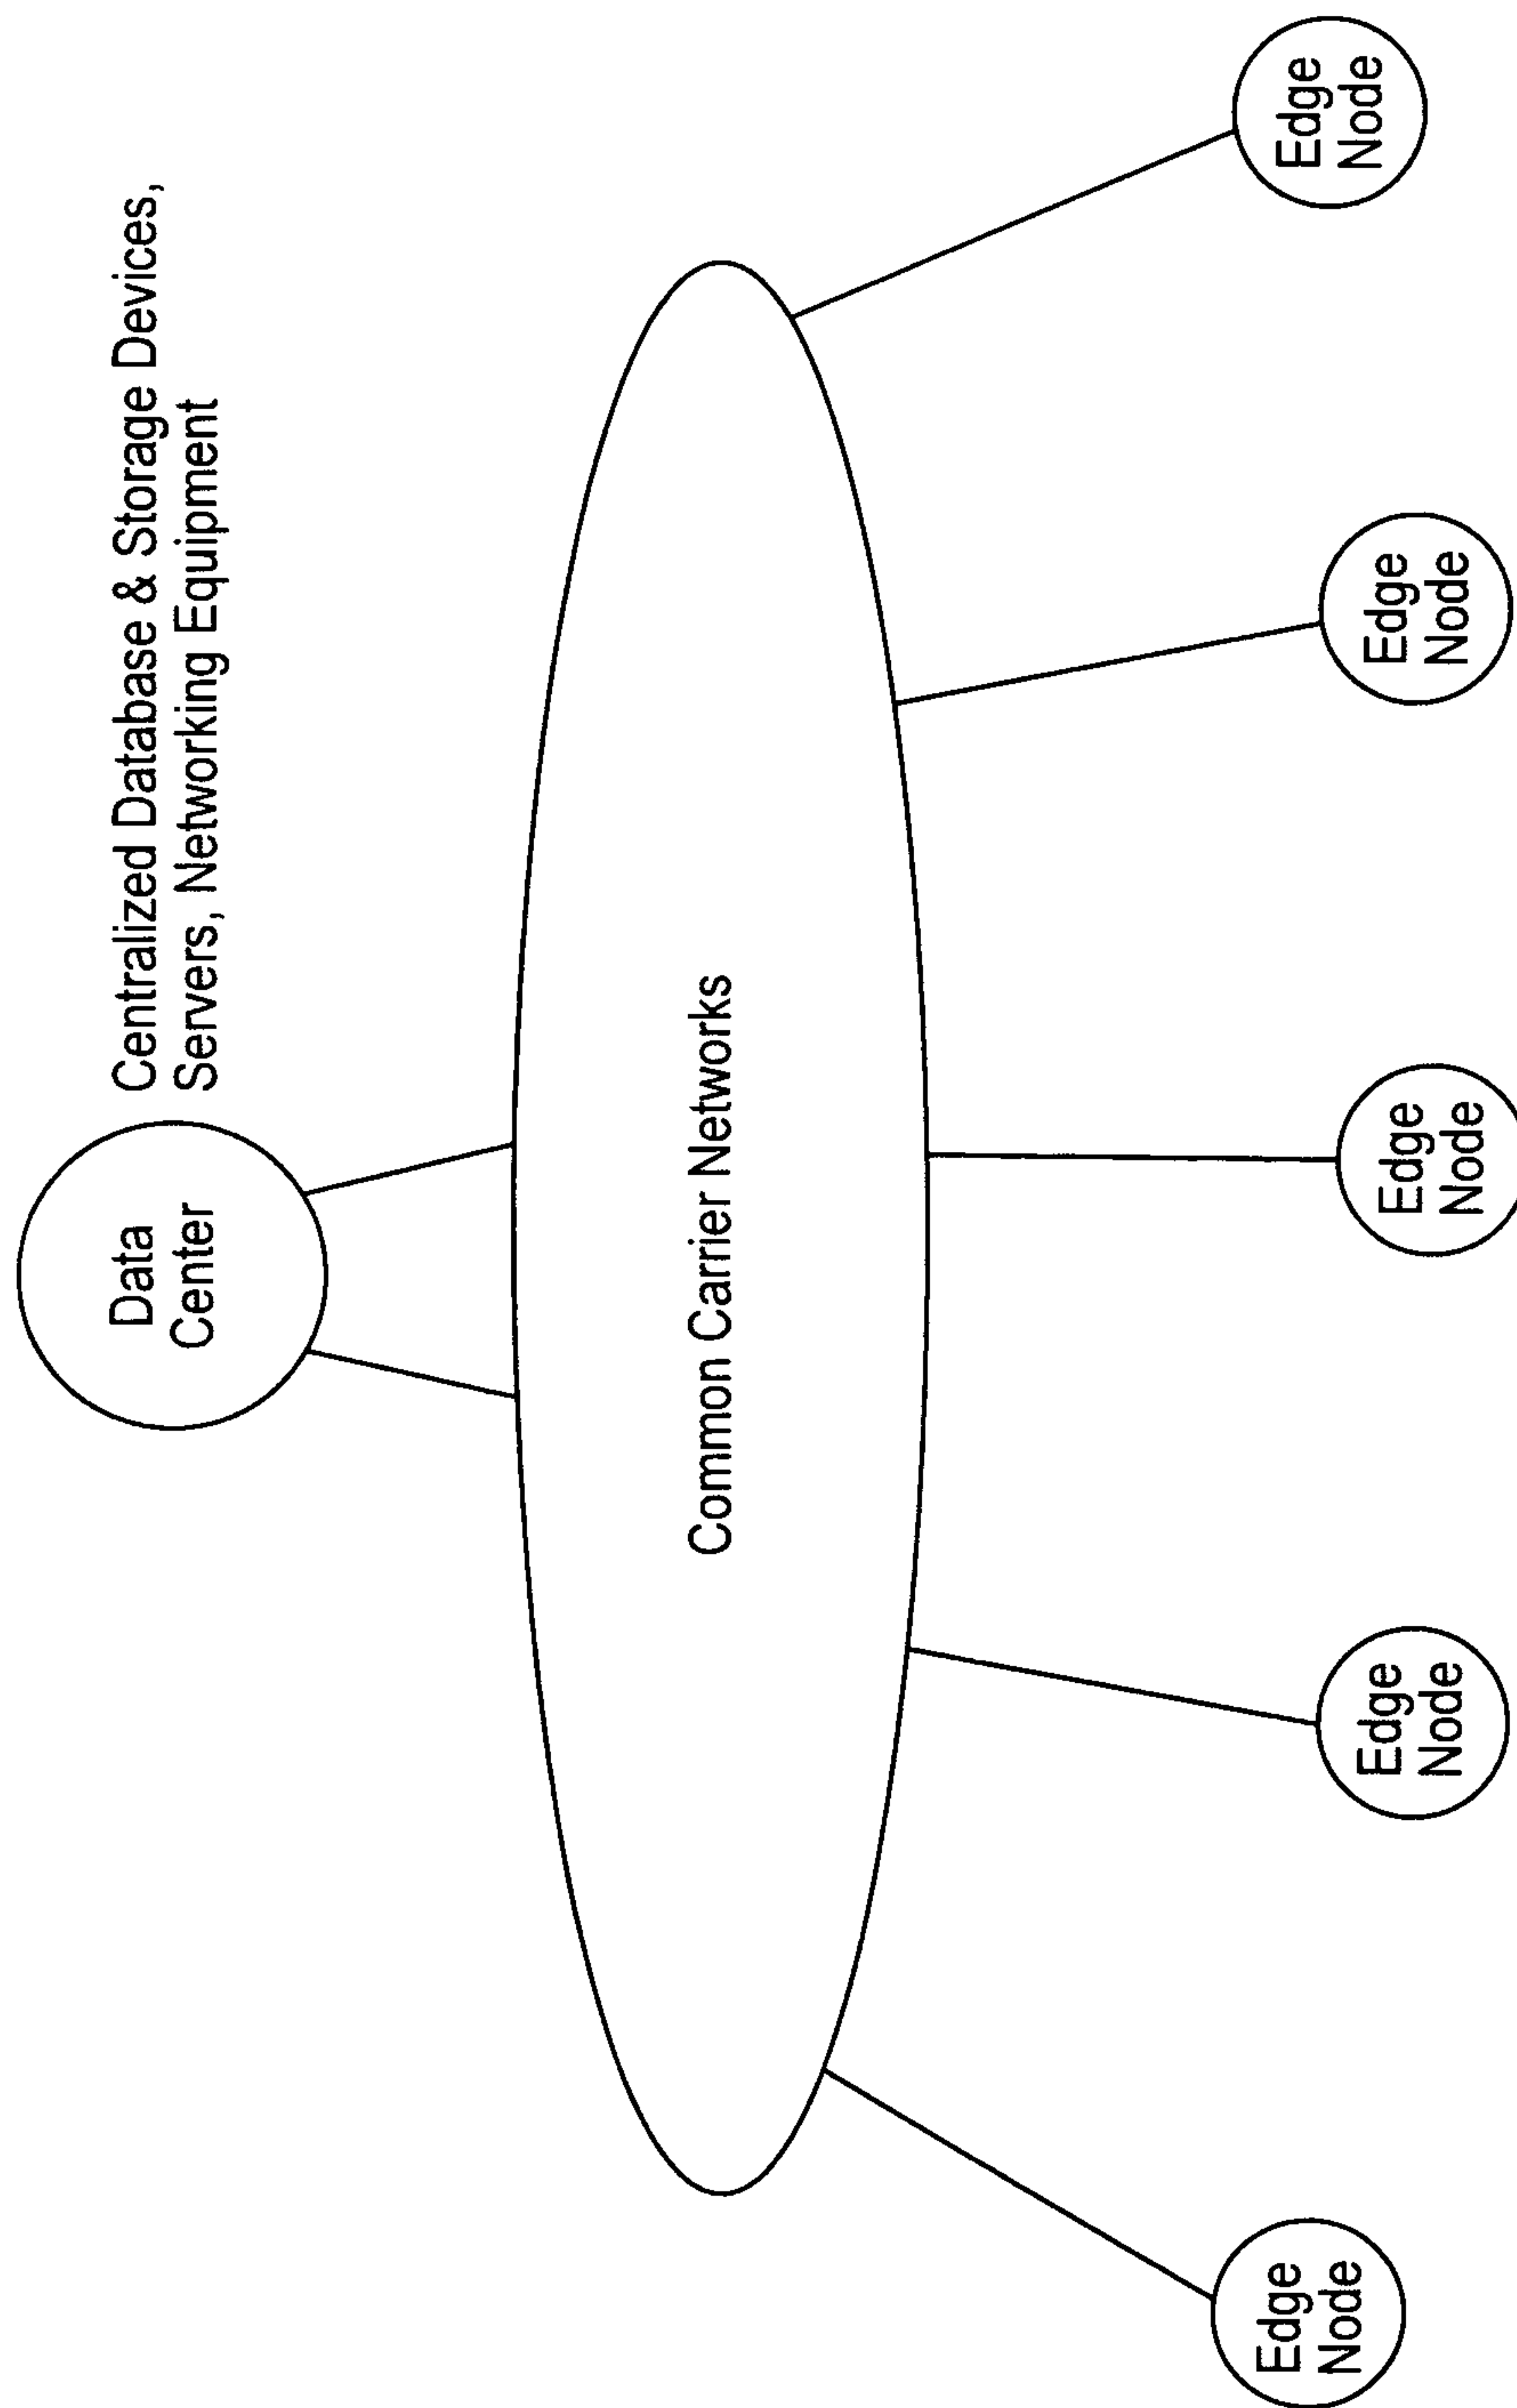 Data
Center
Centralized Database & Storage Devices,
Servers, Networking Equipment
Common Carrier Networks
Edge
Node
Edge
Node
Edge
Node
Edge
Node
Edge
Node